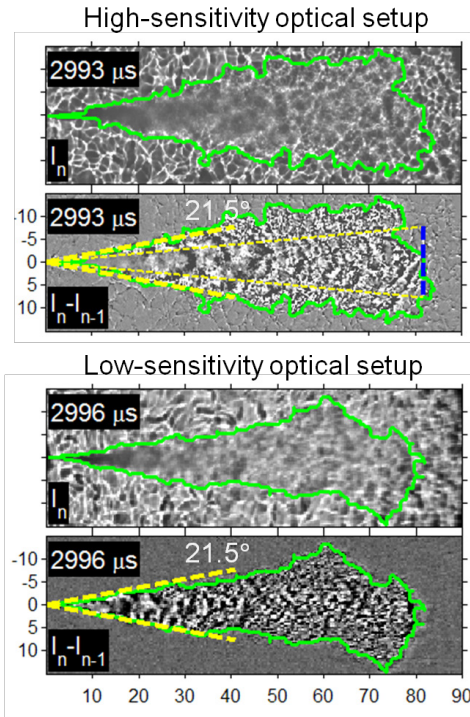 High-sensitivity optical setup
2993 µs
Iₙ
2993 µs
21.5°
-10
-5
0
5
10
Iₙ-Iₙ₋₁
Low-sensitivity optical setup
2996 µs
Iₙ
2996 µs
21.5°
-10
-5
0
5
10
Iₙ-Iₙ₋₁
10 20 30 40 50 60 70 80 90